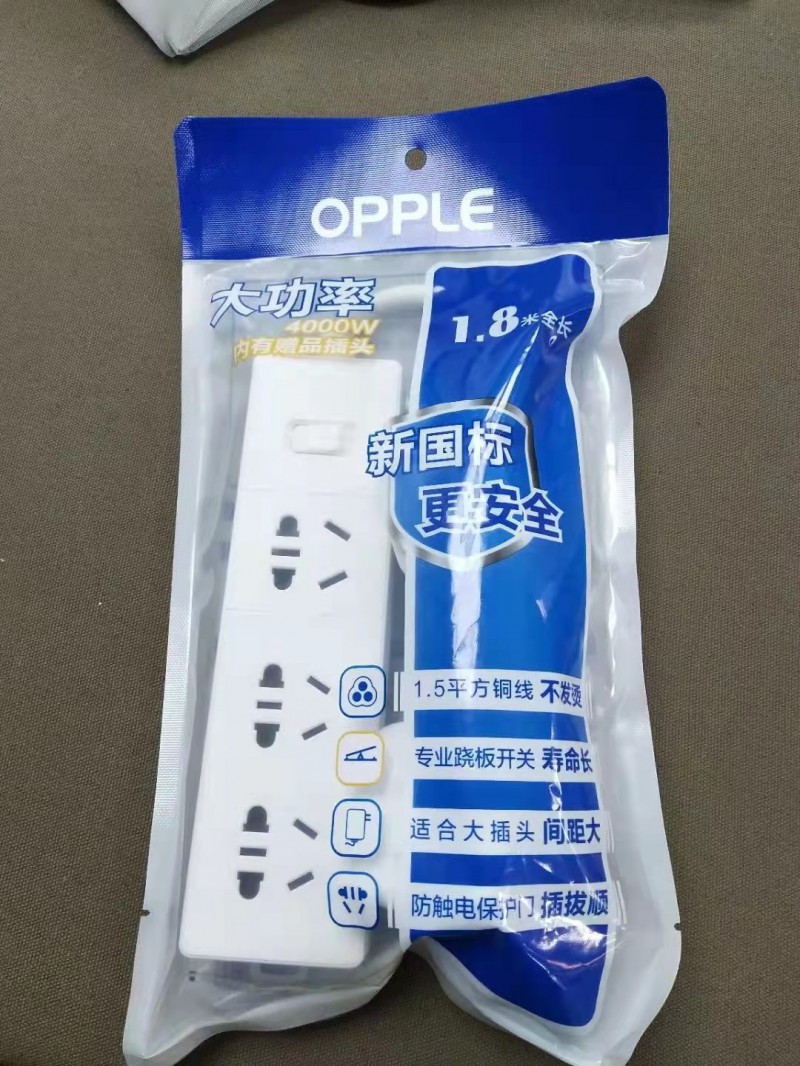 OPPLE
大功率
4000W
内有赠品插头
1.8米全长
新国标
更安全
1.5平方铜线 不发烫
专业跷板开关 寿命长
适合大插头 间距大
防触电保护门 插拔顺